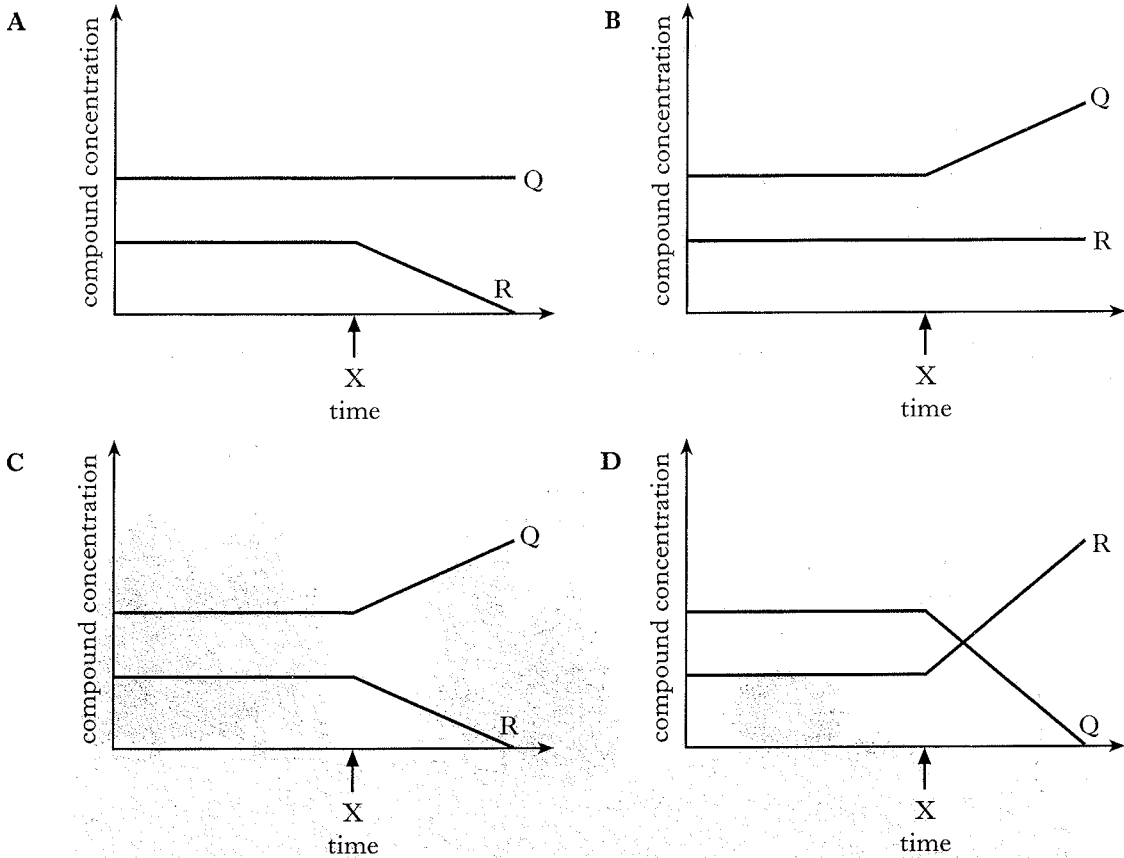 A
compound concentration
Q
R
X
time
B
compound concentration
Q
R
X
time
C
compound concentration
Q
R
X
time
D
compound concentration
R
Q
X
time